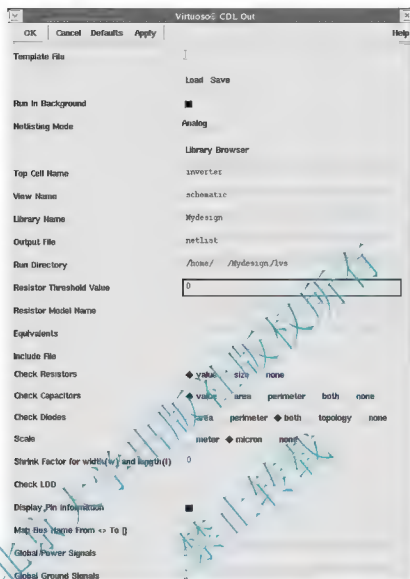 Virtuoso® CDL Out
OK Cancel Defaults Apply Help
Template File
Load Save
Run In Background
Netlisting Mode Analog
Library Browser
Top Cell Name inverter
View Name schematic
Library Name Mydesign
Output File netlist
Run Directory /home/ /Mydesign/lvs
Resistor Threshold Value 0
Resistor Model Name
Equivalents
Include File
Check Resistors value size none
Check Capacitors value area perimeter both none
Check Diodes area perimeter both topology none
Scale meter micron none
Shrink Factor for width(w) and length(l) 0
Check LDD
Display Pin Information
Map Bus Name From <> To []
Global Power Signals
Global Ground Signals